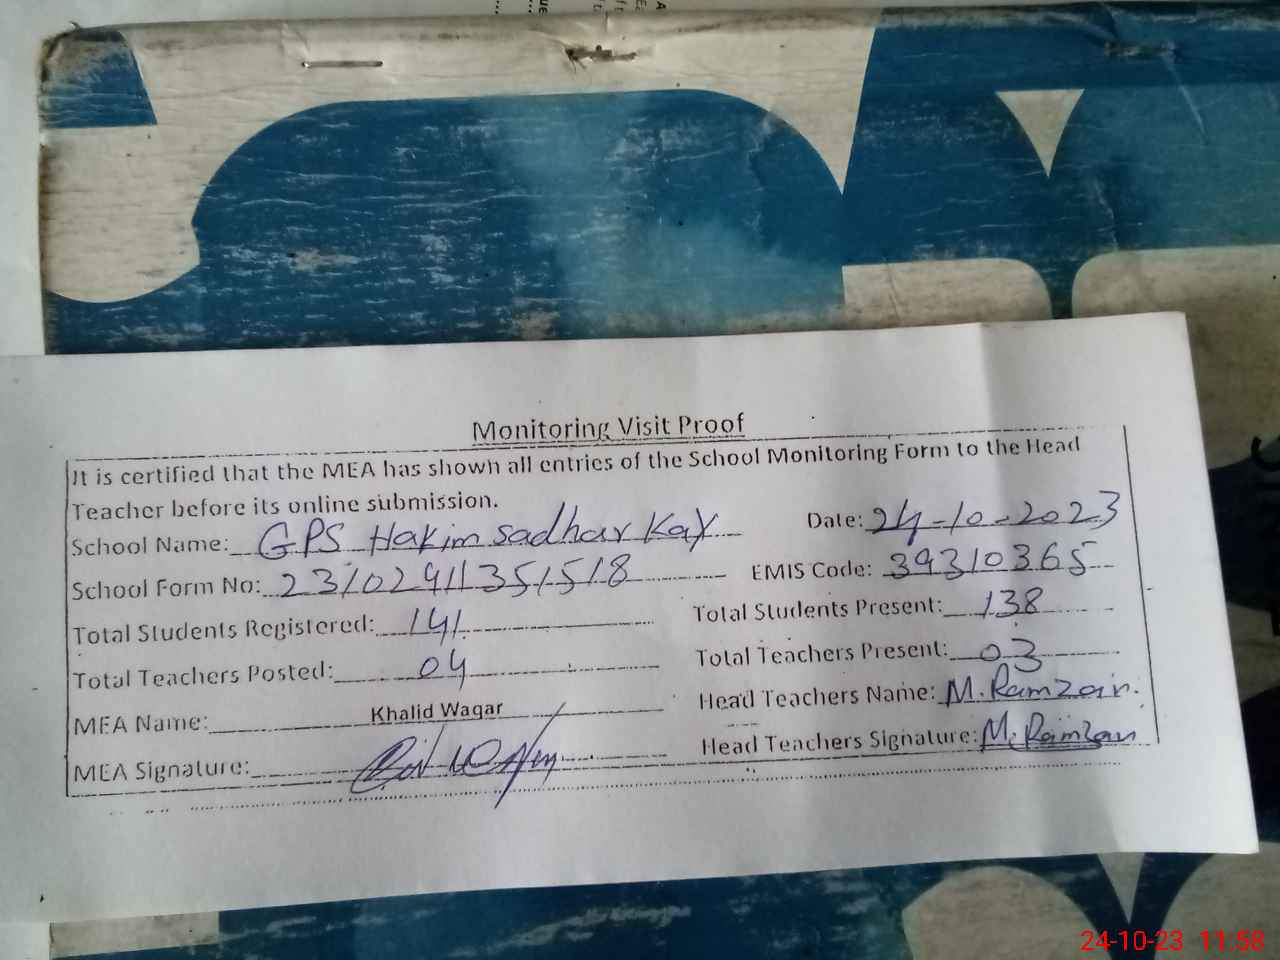 Monitoring Visit Proof
It is certified that the MEA has shown all entries of the School Monitoring Form to the Head
Teacher before its online submission.
School Name: GPS Hakim sadhar Kay Date: 24-10-2023
School Form No: 23102911351518 EMIS Code: 39310365
Total Students Registered: 141 Total Students Present: 138
Total Teachers Posted: 04 Total Teachers Present: 03
MEA Name: Khalid Waqar Head Teachers Name: M. Ramzan.
MEA Signature: Head Teachers Signature: M. Ramzan
24-10-23 11:58